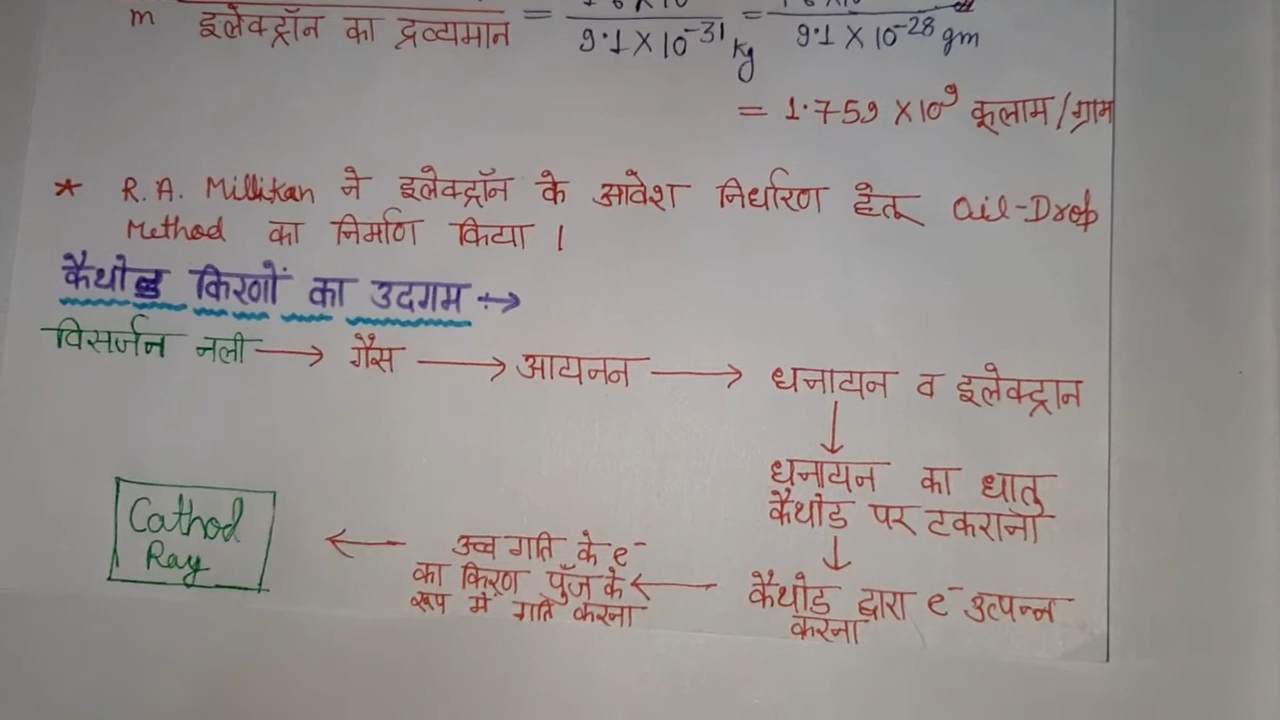 m इलेक्ट्रॉन का द्रव्यमान = 9.1 X 10⁻³¹ kg = 9.1 X 10⁻²⁸ gm
= 1.759 X10⁹ कूलाम/ग्राम
* R.A. Millikan ने इलेक्ट्रॉन के आवेश निर्धारण हेतू Oil-Drop
Method का निर्माण किया ।
कैथोड किरणों का उदगम →
विसर्जन नली → गैस → आयनन → धनायन व इलेक्ट्रान
↓
धनायन का धातु
कैथोड पर टकराना
↓
कैथोड द्वारा e⁻ उत्पन्न
करना
←
उच्च गति के e⁻
का किरण पुँज के
रूप में गति करना
←
Cathod
Ray